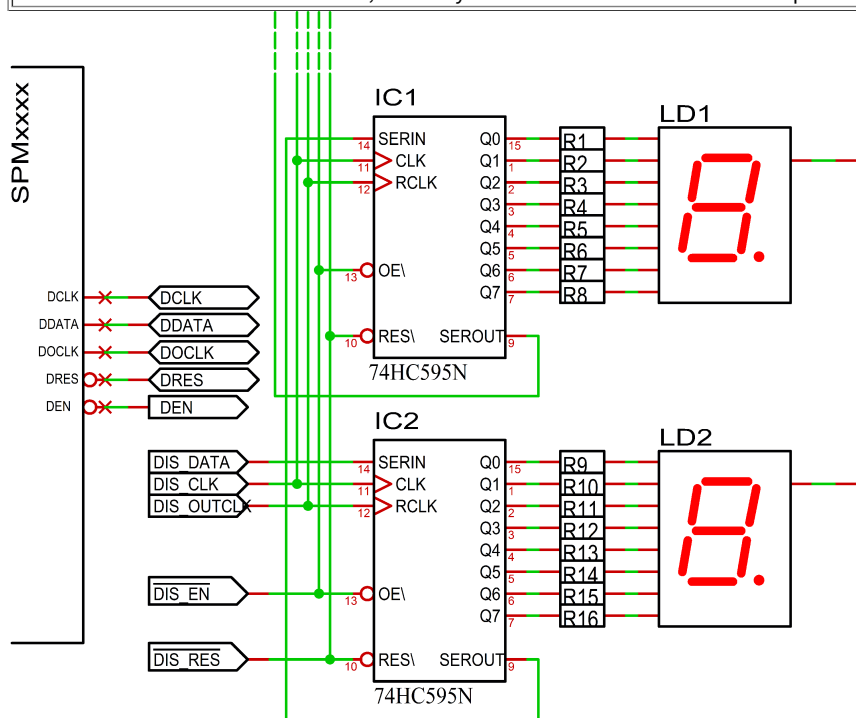 SPMxxxx
DCLK
DDATA
DOCLK
DRES
DEN
DCLK
DDATA
DOCLK
DRES
DEN
DIS_DATA
DIS_CLK
DIS_OUTCLK
DIS_EN
DIS_RES
IC1
14 SERIN
11 CLK
12 RCLK
13 OE\
10 RES\
Q0 15
Q1 1
Q2 2
Q3 3
Q4 4
Q5 5
Q6 6
Q7 7
SEROUT 9
74HC595N
R1
R2
R3
R4
R5
R6
R7
R8
LD1
8.
IC2
14 SERIN
11 CLK
12 RCLK
13 OE\
10 RES\
Q0 15
Q1 1
Q2 2
Q3 3
Q4 4
Q5 5
Q6 6
Q7 7
SEROUT 9
74HC595N
R9
R10
R11
R12
R13
R14
R15
R16
LD2
8.